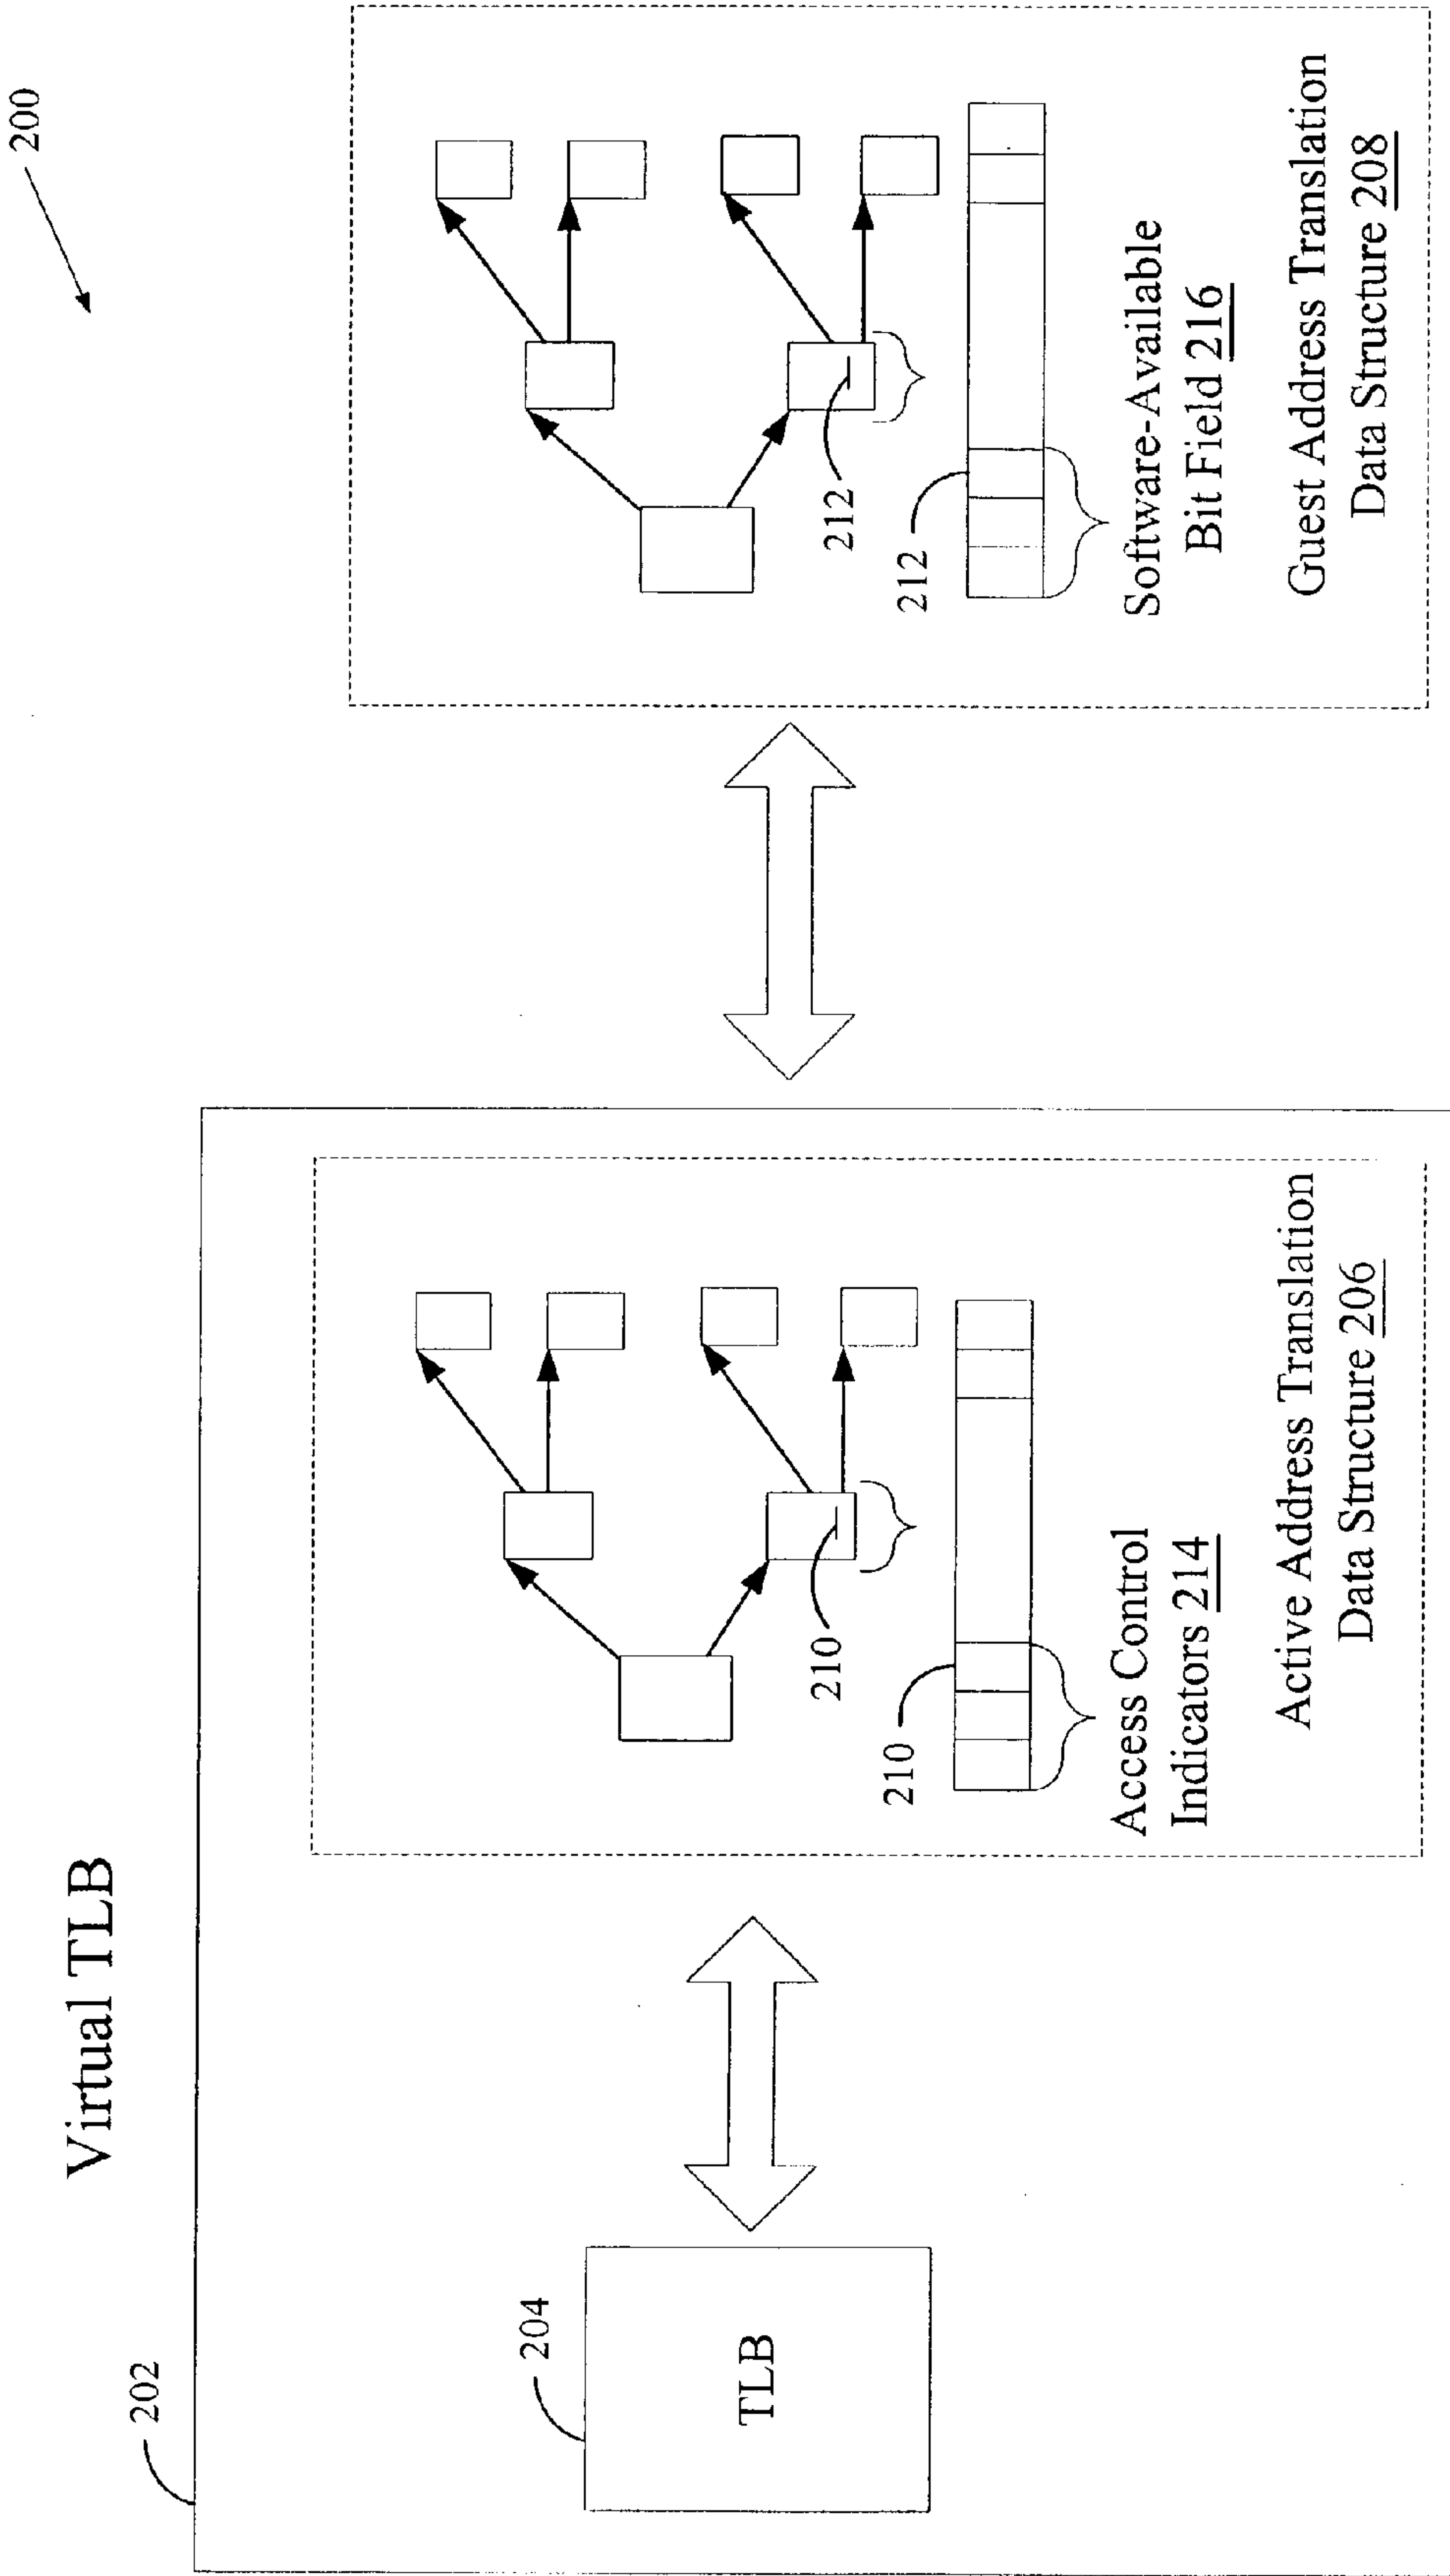 200
Virtual TLB
202
204
TLB
210
210
Access Control
Indicators 214
Active Address Translation
Data Structure 206
212
212
Software-Available
Bit Field 216
Guest Address Translation
Data Structure 208